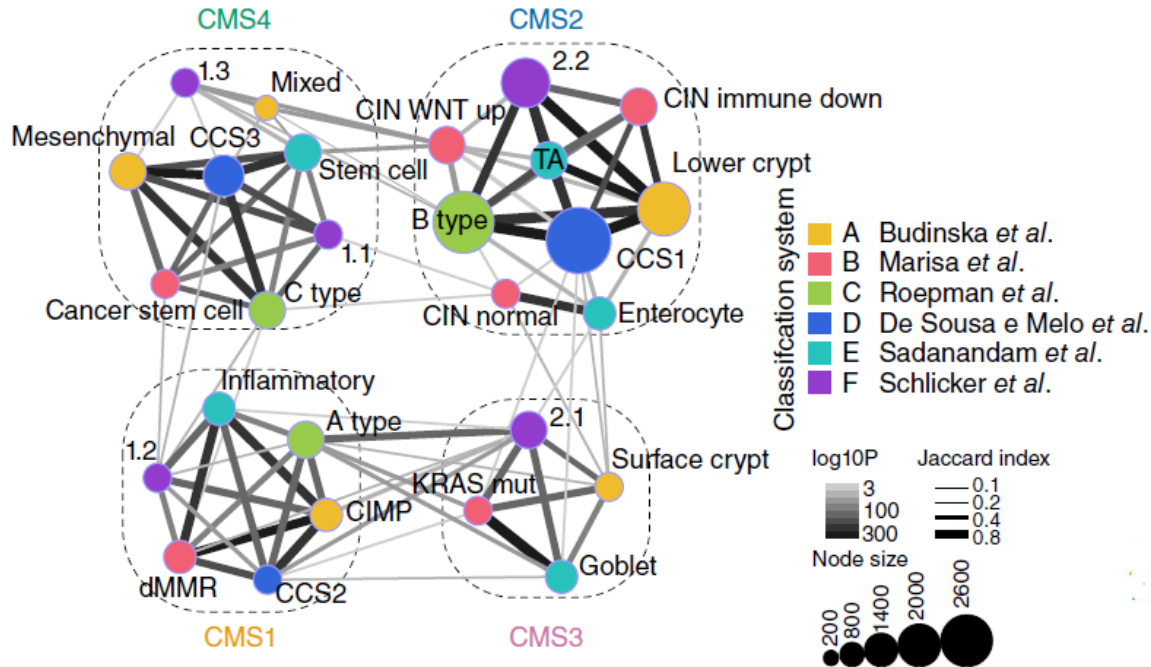 CMS4
CMS2
1.3
Mixed
2.2
CIN WNT up
CIN immune down
Mesenchymal
CCS3
Stem cell
TA
Lower crypt
B type
CCS1
1.1
Cancer stem cell
C type
CIN normal
Enterocyte
Inflammatory
A type
1.2
CIMP
dMMR
CCS2
2.1
Surface crypt
KRAS mut
Goblet
CMS1
CMS3
Classifcation system
A Budinska et al.
B Marisa et al.
C Roepman et al.
D De Sousa e Melo et al.
E Sadanandam et al.
F Schlicker et al.
log10P
3
100
300
Jaccard index
0.1
0.2
0.4
0.8
Node size
200
800
1400
2000
2600